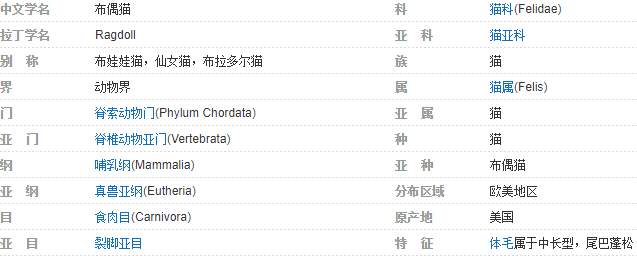 中文学名 布偶猫 科 猫科(Felidae)
拉丁学名 Ragdoll 亚 科 猫亚科
别 称 布娃娃猫，仙女猫，布拉多尔猫 族 猫
界 动物界 属 猫属(Felis)
门 脊索动物门(Phylum Chordata) 亚 属 猫
亚 门 脊椎动物亚门(Vertebrata) 种 猫
纲 哺乳纲(Mammalia) 亚 种 布偶猫
亚 纲 真兽亚纲(Eutheria) 分布区域 欧美地区
目 食肉目(Carnivora) 原产地 美国
亚 目 裂脚亚目 特 征 体毛属于中长型，尾巴蓬松